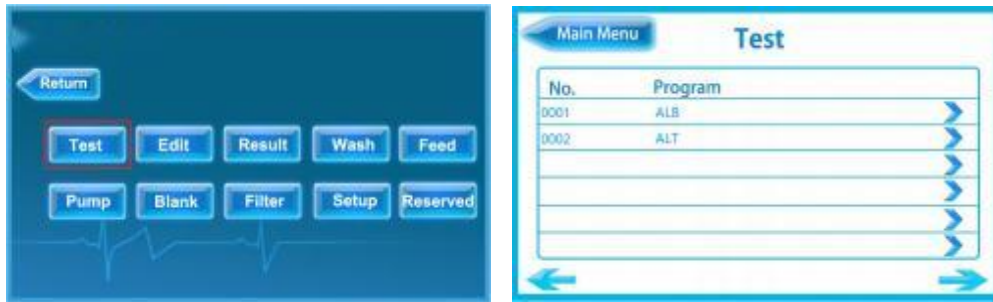 Return
Test Edit Result Wash Feed
Pump Blank Filter Setup Reserved
Main Menu Test
No. Program
0001 ALB
0002 ALT